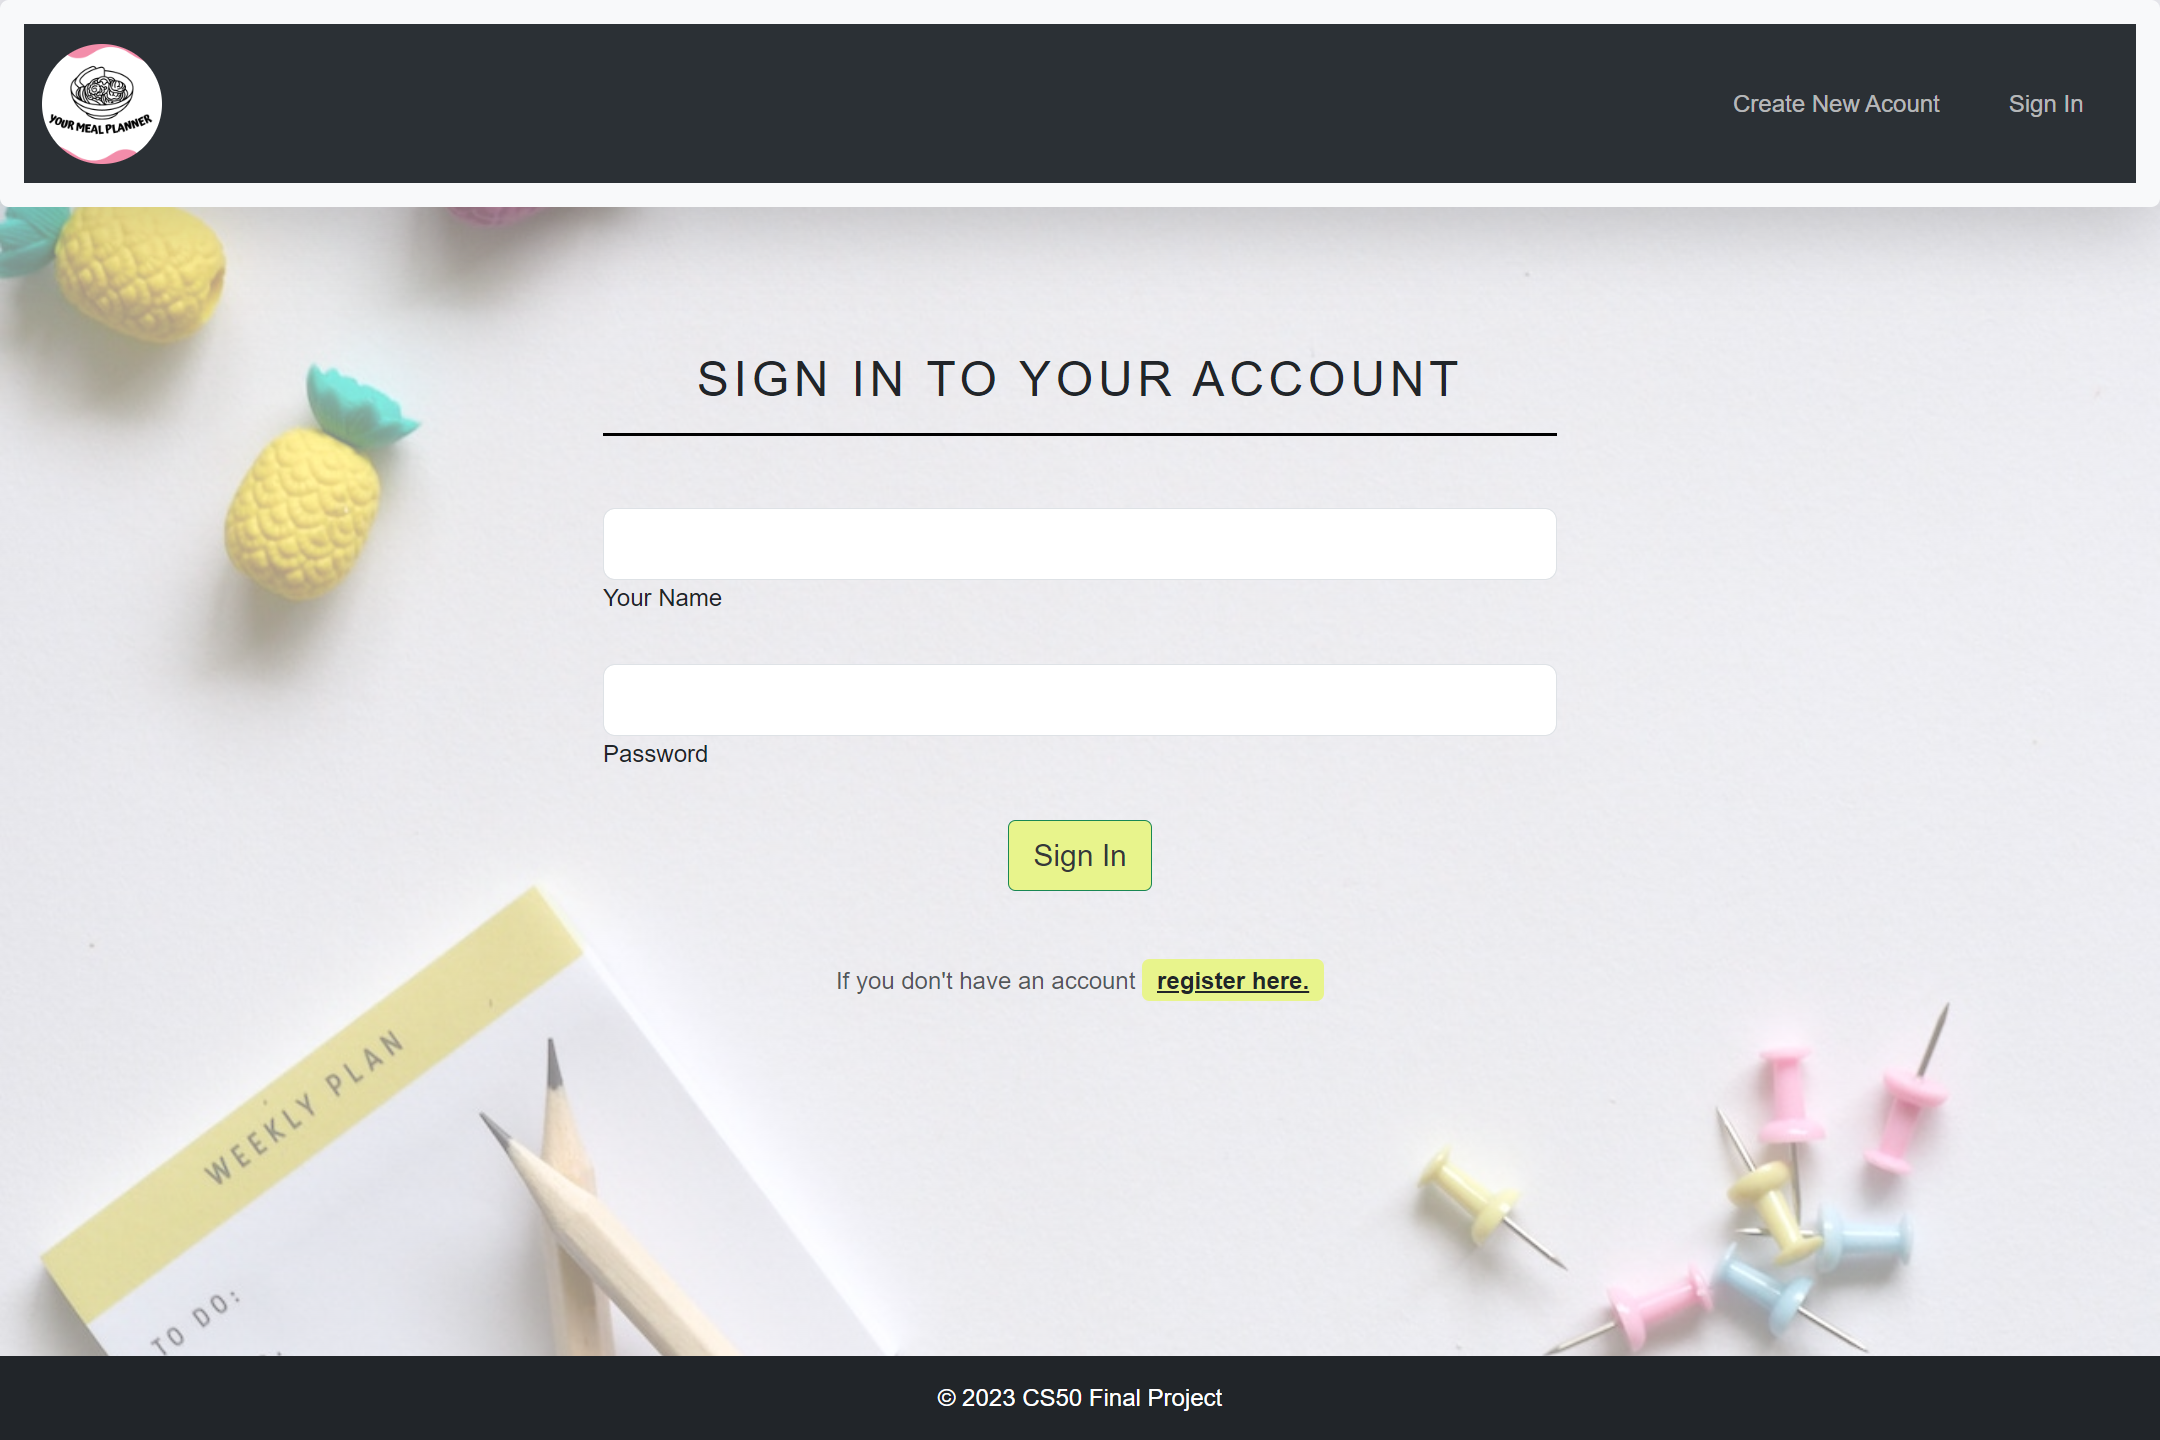 YOUR MEAL PLANNER
Create New Acount
Sign In
SIGN IN TO YOUR ACCOUNT
Your Name
Password
Sign In
If you don't have an account register here.
WEEKLY PLAN
TO DO:
© 2023 CS50 Final Project